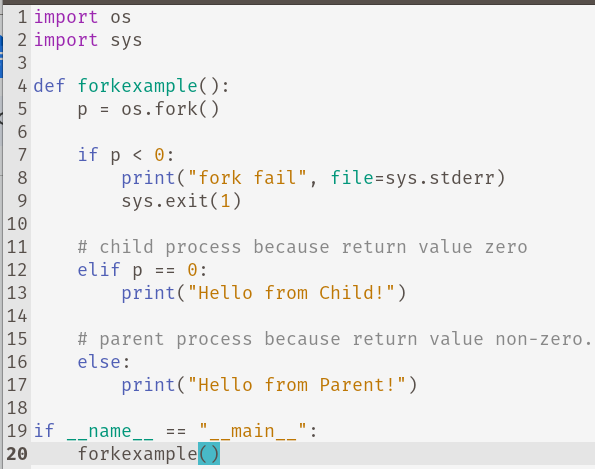 1 import os
2 import sys
3
4 def forkexample():
5     p = os.fork()
6
7     if p < 0:
8         print("fork fail", file=sys.stderr)
9         sys.exit(1)
10
11     # child process because return value zero
12     elif p == 0:
13         print("Hello from Child!")
14
15     # parent process because return value non-zero.
16     else:
17         print("Hello from Parent!")
18
19 if __name__ == "__main__":
20     forkexample()